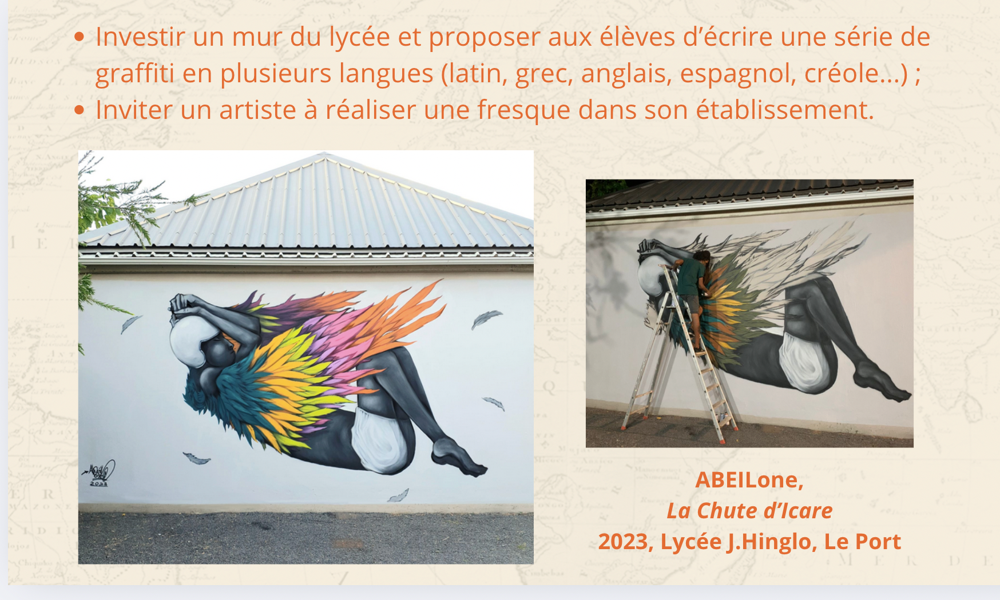 • Investir un mur du lycée et proposer aux élèves d’écrire une série de
graffiti en plusieurs langues (latin, grec, anglais, espagnol, créole...) ;
• Inviter un artiste à réaliser une fresque dans son établissement.
2023
ABEILone,
La Chute d’Icare
2023, Lycée J.Hinglo, Le Port